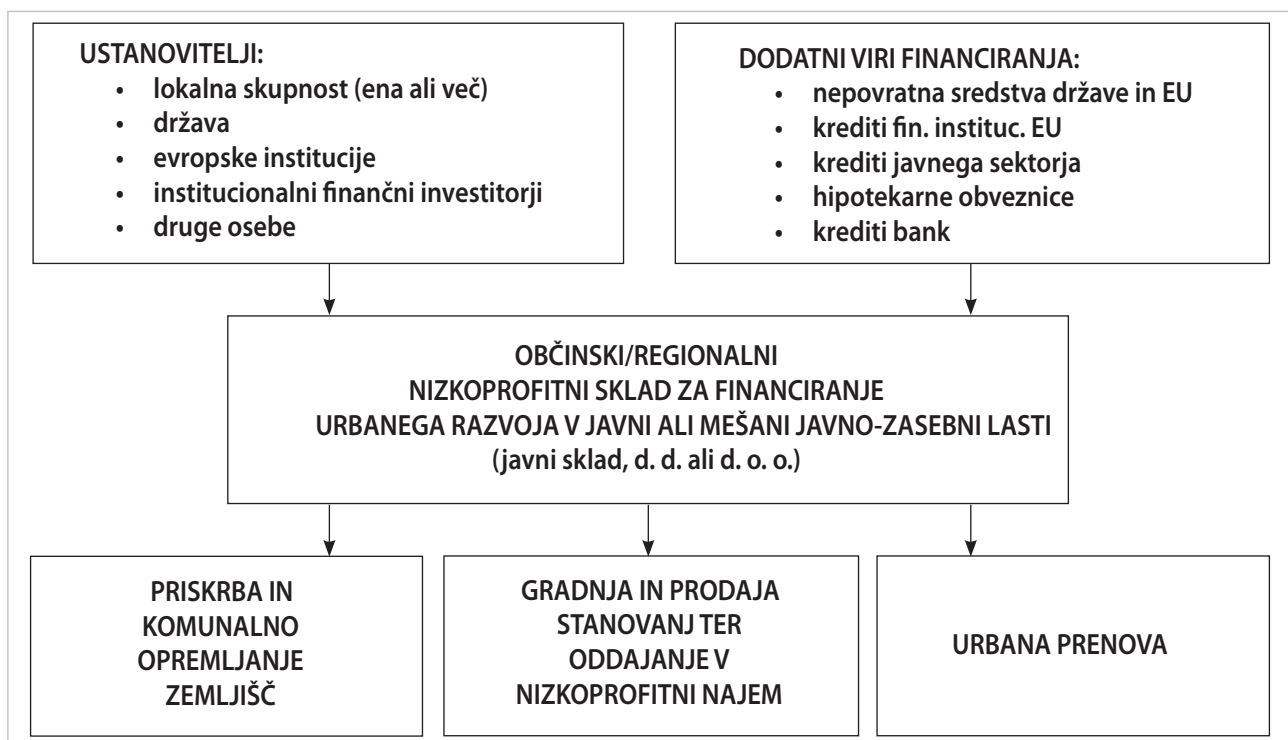 USTANOVITELJI:
• lokalna skupnost (ena ali več)
• država
• evropske institucije
• institucionalni finančni investitorji
• druge osebe
DODATNI VIRI FINANCIRANJA:
• nepovratna sredstva države in EU
• krediti fin. instituc. EU
• krediti javnega sektorja
• hipotekarne obveznice
• krediti bank
OBČINSKI/REGIONALNI
NIZKOPROFITNI SKLAD ZA FINANCIRANJE
URBANEGA RAZVOJA V JAVNI ALI MEŠANI JAVNO-ZASEBNI LASTI
(javni sklad, d. d. ali d. o. o.)
PRISKRBA IN
KOMUNALNO
OPREMLJANJE
ZEMLJIŠČ
GRADNJA IN PRODAJA
STANOVANJ TER
ODDAJANJE V
NIZKOPROFITNI NAJEM
URBANA PRENOVA